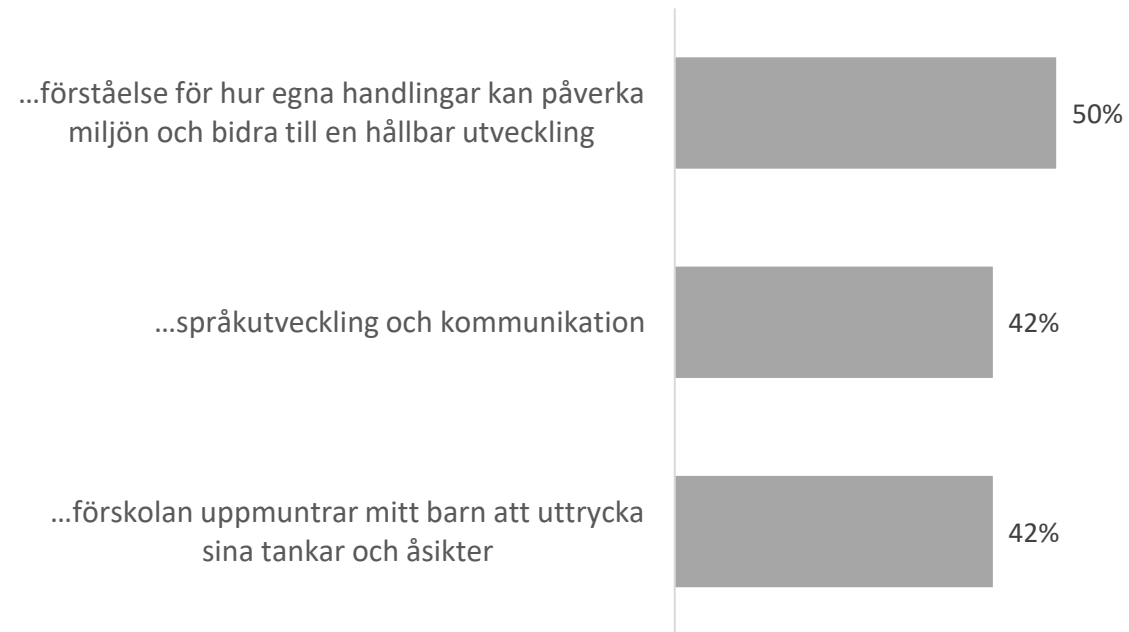 …förståelse för hur egna handlingar kan påverka
miljön och bidra till en hållbar utveckling
50%
…språkutveckling och kommunikation
42%
…förskolan uppmuntrar mitt barn att uttrycka
sina tankar och åsikter
42%